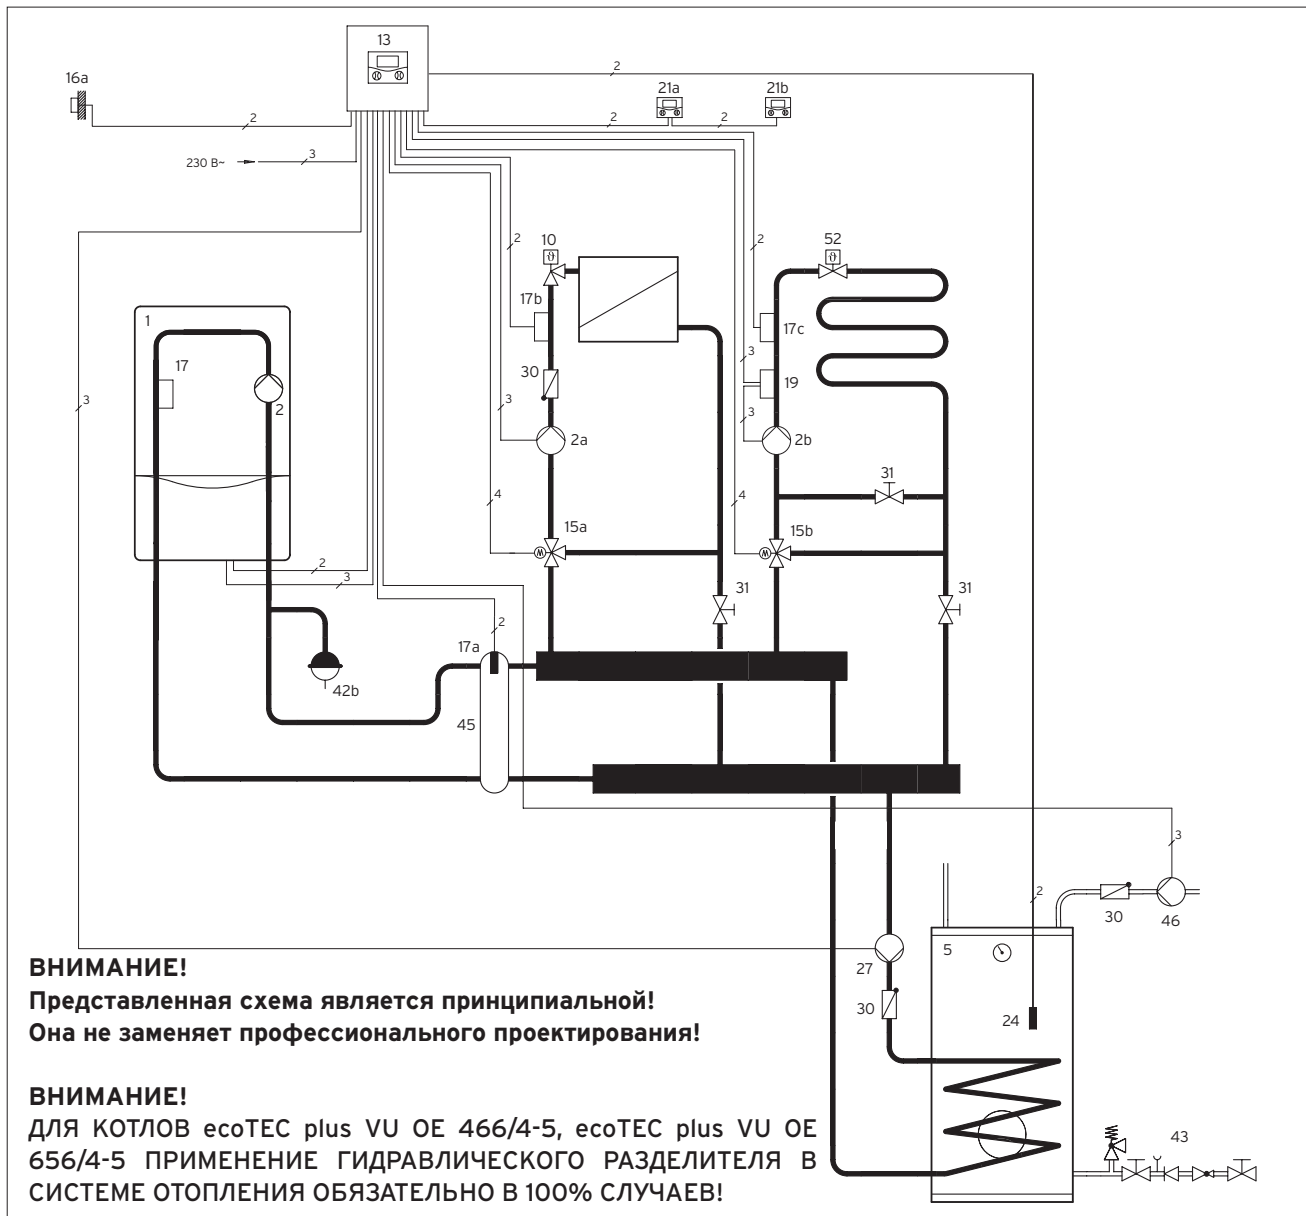 13
2
16a
21a
21b
2
2
2
230 В~
3
2
10
2
52
17b
17c
1
17
3
30
19
3
2
3
3
2a
2b
31
4
4
15a
15b
2
3
31
31
2
17a
42b
45
3
2
30
46
5
27
30
24
43
ВНИМАНИЕ!
Представленная схема является принципиальной!
Она не заменяет профессионального проектирования!
ВНИМАНИЕ!
ДЛЯ КОТЛОВ ecoTEC plus VU OE 466/4-5, ecoTEC plus VU OE
656/4-5 ПРИМЕНЕНИЕ ГИДРАВЛИЧЕСКОГО РАЗДЕЛИТЕЛЯ В
СИСТЕМЕ ОТОПЛЕНИЯ ОБЯЗАТЕЛЬНО В 100% СЛУЧАЕВ!